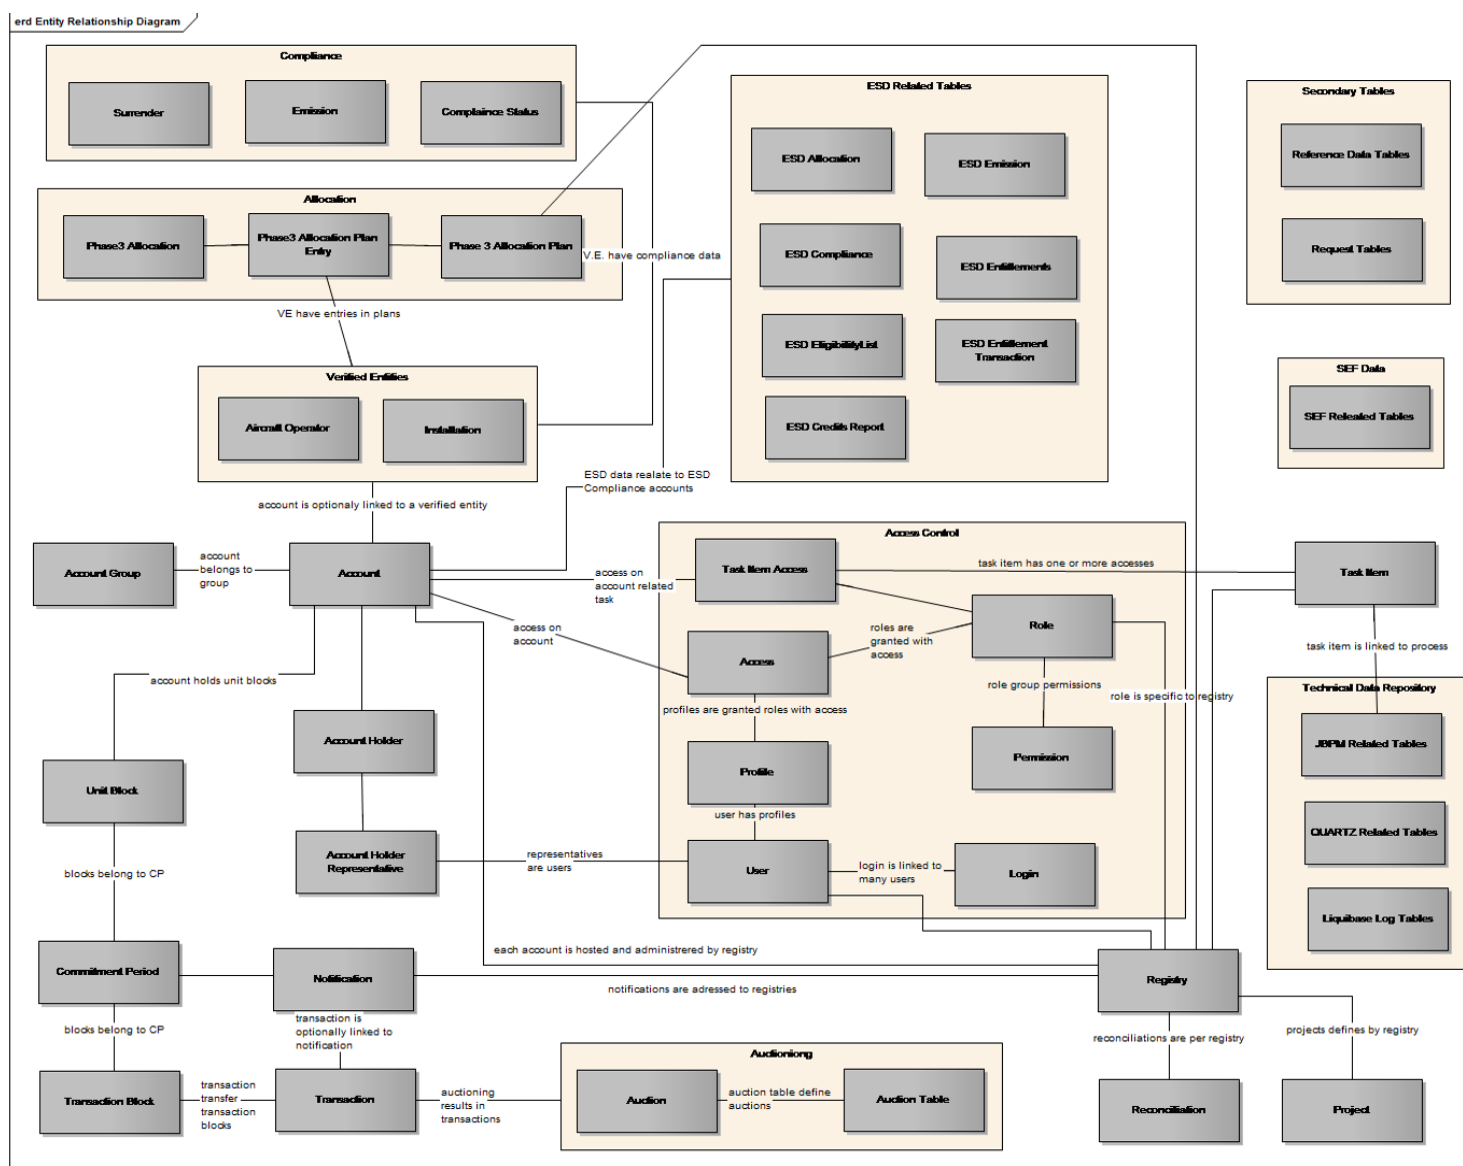 erd Entity Relationship Diagram
Compliance
Surrender
Emission
Complaince Status
ESD Related Tables
ESD Allocation
ESD Emission
ESD Compliance
ESD Entitlements
ESD EligibilityList
ESD Entitlement
Transaction
ESD Credits Report
Secondary Tables
Reference Data Tables
Request Tables
Allocation
Phase3 Allocation
Phase3 Allocation Plan
Entry
Phase 3 Allocation Plan
V.E. have compliance data
VE have entries in plans
Verified Entities
Aircraft Operator
Installation
SEF Data
SEF Releated Tables
ESD data realate to ESD
Compliance accounts
account is optionaly linked to a verified entity
Account Group
account
belongs to
group
Account
access on
account related
task
access on
account
Access Control
Task Item Access
task item has one or more accesses
Task Item
Role
roles are
granted with
access
Access
role group permissions
role is specific to registry
task item is linked to process
profiles are granted roles with access
Profile
Permission
user has profiles
User
login is linked to
many users
Login
Technical Data Repository
JBPM Related Tables
QUARTZ Related Tables
Liquibase Log Tables
account holds unit blocks
Account Holder
Unit Block
Account Holder
Representative
representatives
are users
blocks belong to CP
each account is hosted and administrered by registry
Commitment Period
Notification
notifications are adressed to registries
Registry
blocks belong to CP
transaction is
optionally linked to
notification
reconciliations are per registry
projects defines by registry
Transaction Block
transaction
transfer
transaction
blocks
Transaction
auctioning
results in
transactions
Auctioniong
Auction
auction table define
auctions
Auction Table
Reconciliation
Project